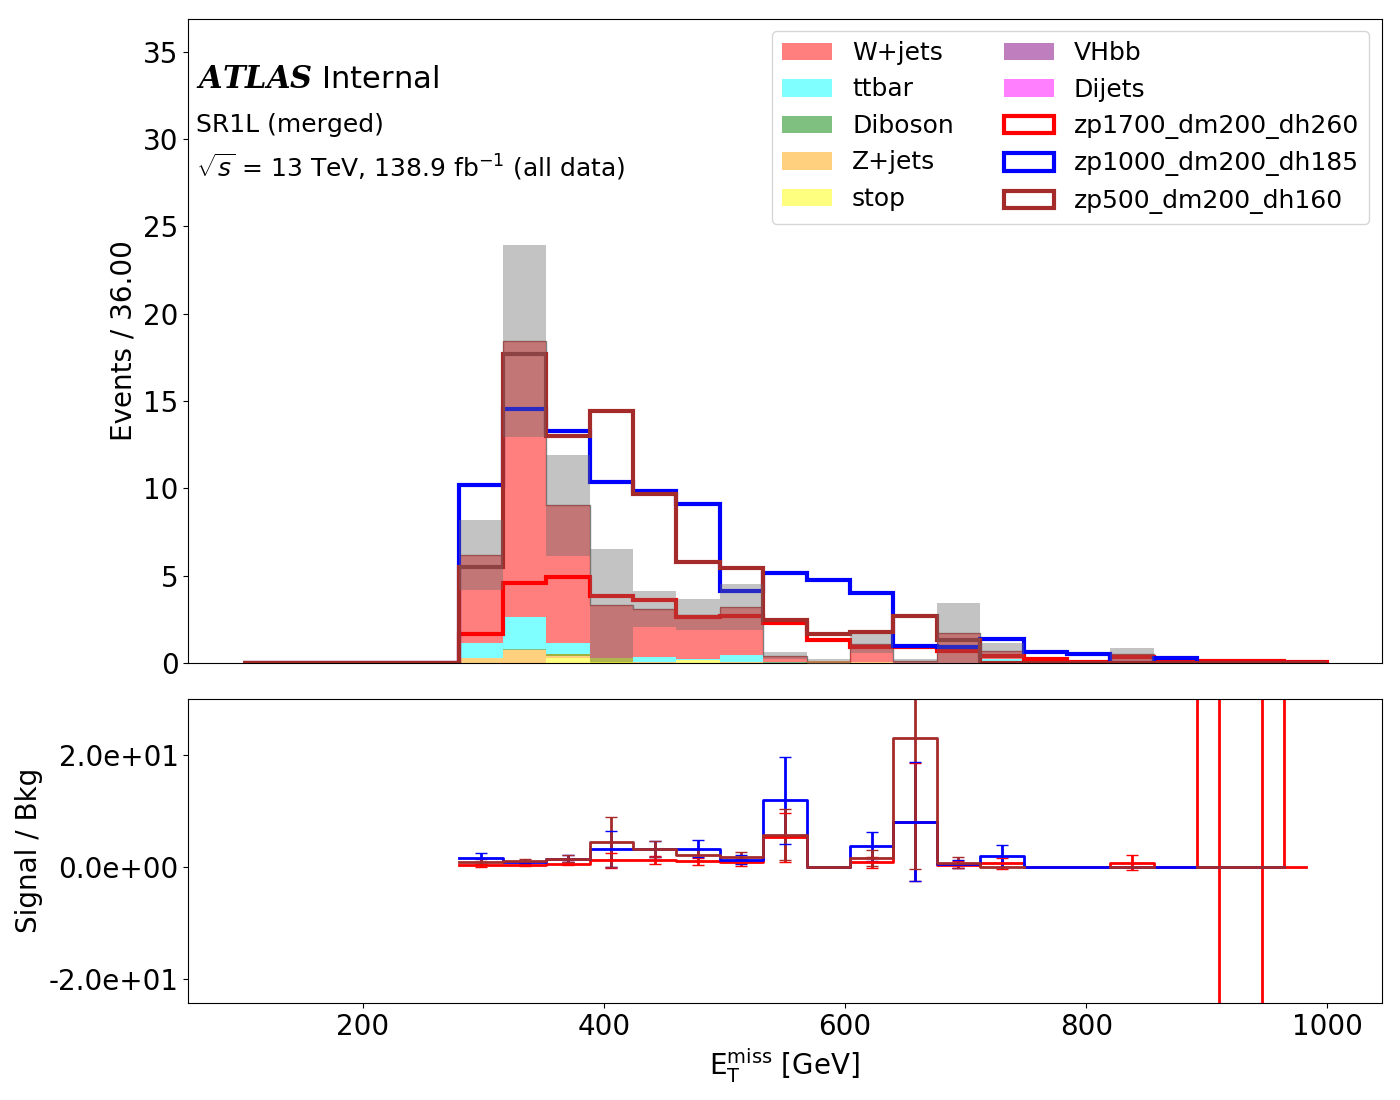 ATLAS Internal
SR1L (merged)
√s = 13 TeV, 138.9 fb⁻¹ (all data)
W+jets
ttbar
Diboson
Z+jets
stop
VHbb
Dijets
zp1700_dm200_dh260
zp1000_dm200_dh185
zp500_dm200_dh160
Events / 36.00
35
30
25
20
15
10
5
0
Signal / Bkg
2.0e+01
0.0e+00
-2.0e+01
200
400
600
800
1000
E_T^miss [GeV]